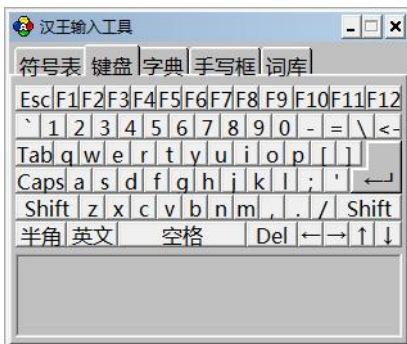 汉王输入工具
符号表 键盘 字典 手写框 词库
Esc F1 F2 F3 F4 F5 F6 F7 F8 F9 F10 F11 F12
` 1 2 3 4 5 6 7 8 9 0 - = \ <-
Tab q w e r t y u i o p [ ]
Caps a s d f g h j k l ; ' ←┘
Shift z x c v b n m , . / Shift
半角 英文 空格 Del ← → ↑ ↓